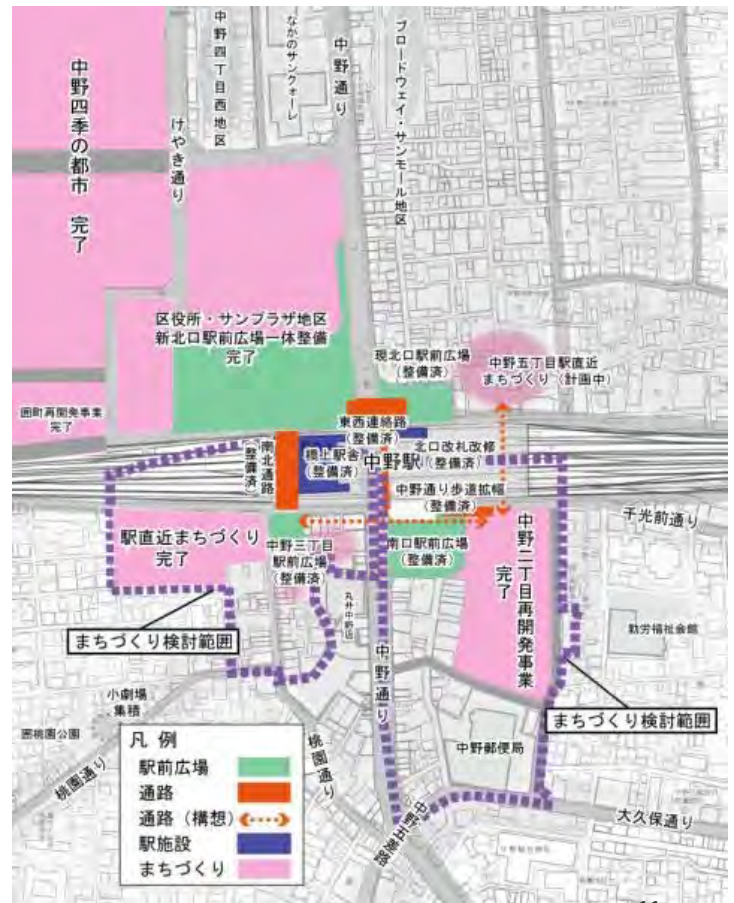 中野四季の都市 完了
けやき通り
中野四丁目西地区
なかのサンクォーレ
中野通り
ブロードウェイ・サンモール地区
区役所・サンプラザ地区
新北口駅前広場一体整備
完了
現北口駅前広場
(整備済)
中野五丁目駅直近
まちづくり(計画中)
囲町再開発事業
完了
東西連絡路
(整備済)
南北通路
(整備済)
橋上駅舎
(整備済)
中野駅
北口改札改修
(整備済)
中野通り歩道拡幅
(整備済)
千光前通り
駅直近まちづくり
完了
中野三丁目
駅前広場
(整備済)
南口駅前広場
(整備済)
中野二丁目再開発事業
完了
丸井中野店
勤労福祉会館
まちづくり検討範囲
中野通り
まちづくり検討範囲
小劇場
集積
囲桃園公園
桃園通り
桃園通り
中野郵便局
中野五差路
大久保通り
凡 例
駅前広場
通路
通路(構想)
駅施設
まちづくり